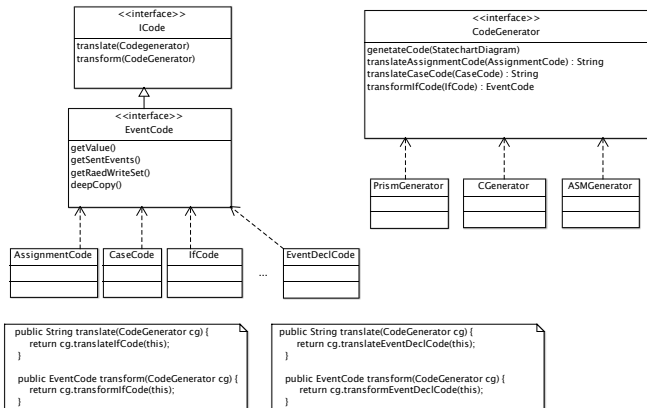 <<interface>>
ICode
translate(Codegenerator)
transform(CodeGenerator)
<<interface>>
EventCode
getValue()
getSentEvents()
getRaedWriteSet()
deepCopy()
AssignmentCode
CaseCode
IfCode
...
EventDeclCode
<<interface>>
CodeGenerator
genetateCode(StatechartDiagram)
translateAssignmentCode(AssignmentCode) : String
translateCaseCode(CaseCode) : String
transformIfCode(IfCode) : EventCode
PrismGenerator
CGenerator
ASMGenerator
public String translate(CodeGenerator cg) {
return cg.translateIfCode(this);
}
public EventCode transform(CodeGenerator cg) {
return cg.transformIfCode(this);
}
public String translate(CodeGenerator cg) {
return cg.translateEventDeclCode(this);
}
public EventCode transform(CodeGenerator cg) {
return cg.transformEventDeclCode(this);
}